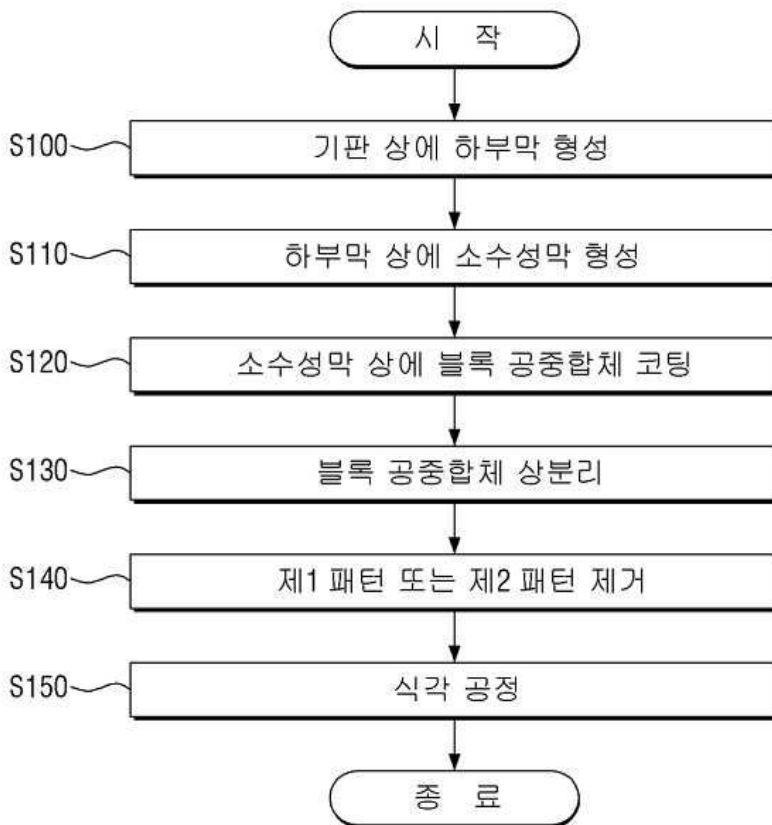 시 작
S100 기판 상에 하부막 형성
S110 하부막 상에 소수성막 형성
S120 소수성막 상에 블록 공중합체 코팅
S130 블록 공중합체 상분리
S140 제1 패턴 또는 제2 패턴 제거
S150 식각 공정
종 료